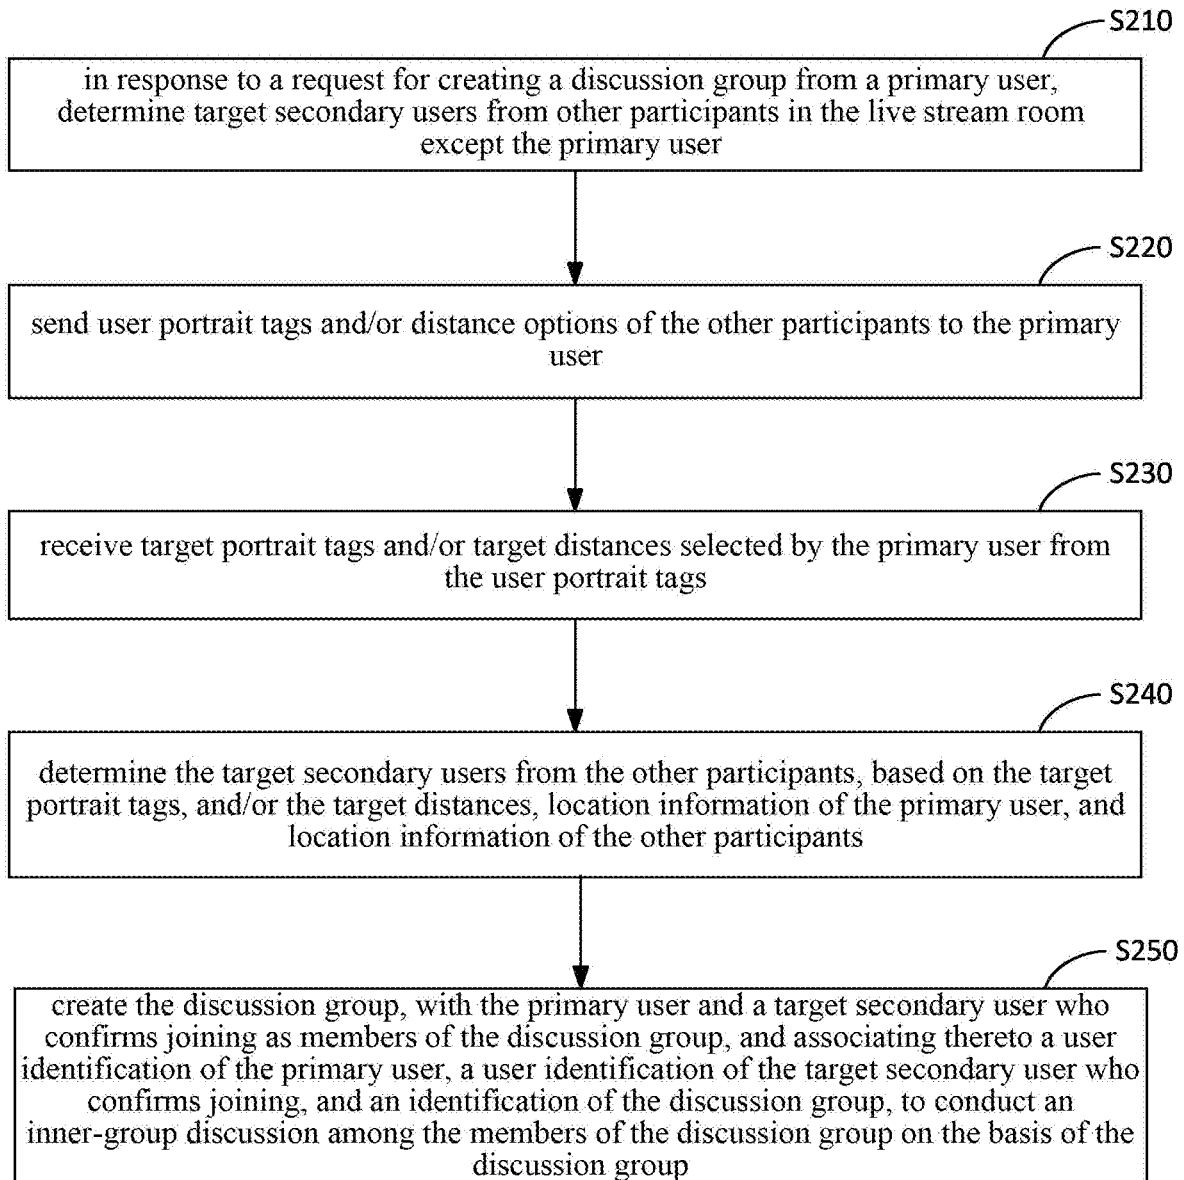 S210
in response to a request for creating a discussion group from a primary user,
determine target secondary users from other participants in the live stream room
except the primary user
S220
send user portrait tags and/or distance options of the other participants to the primary
user
S230
receive target portrait tags and/or target distances selected by the primary user from
the user portrait tags
S240
determine the target secondary users from the other participants, based on the target
portrait tags, and/or the target distances, location information of the primary user, and
location information of the other participants
S250
create the discussion group, with the primary user and a target secondary user who
confirms joining as members of the discussion group, and associating thereto a user
identification of the primary user, a user identification of the target secondary user who
confirms joining, and an identification of the discussion group, to conduct an
inner-group discussion among the members of the discussion group on the basis of the
discussion group